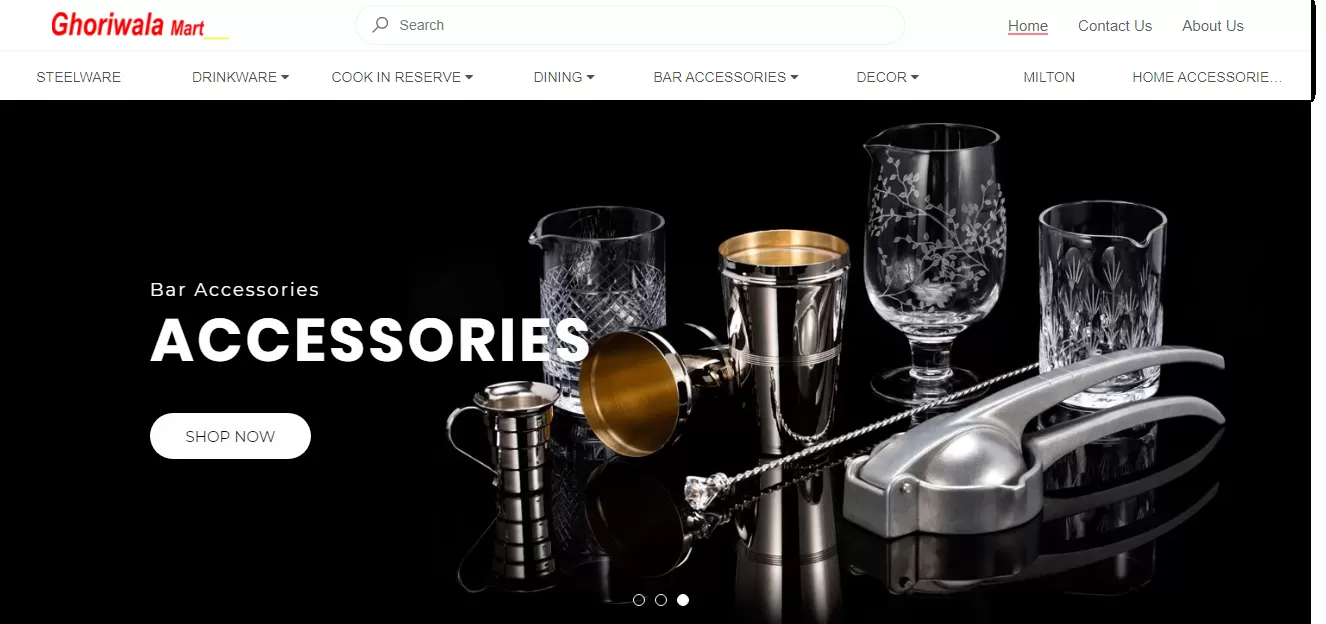 Ghoriwala Mart
Search
Home
Contact Us
About Us
STEELWARE
DRINKWARE
COOK IN RESERVE
DINING
BAR ACCESSORIES
DECOR
MILTON
HOME ACCESSORIE...
Bar Accessories
ACCESSORIES
SHOP NOW